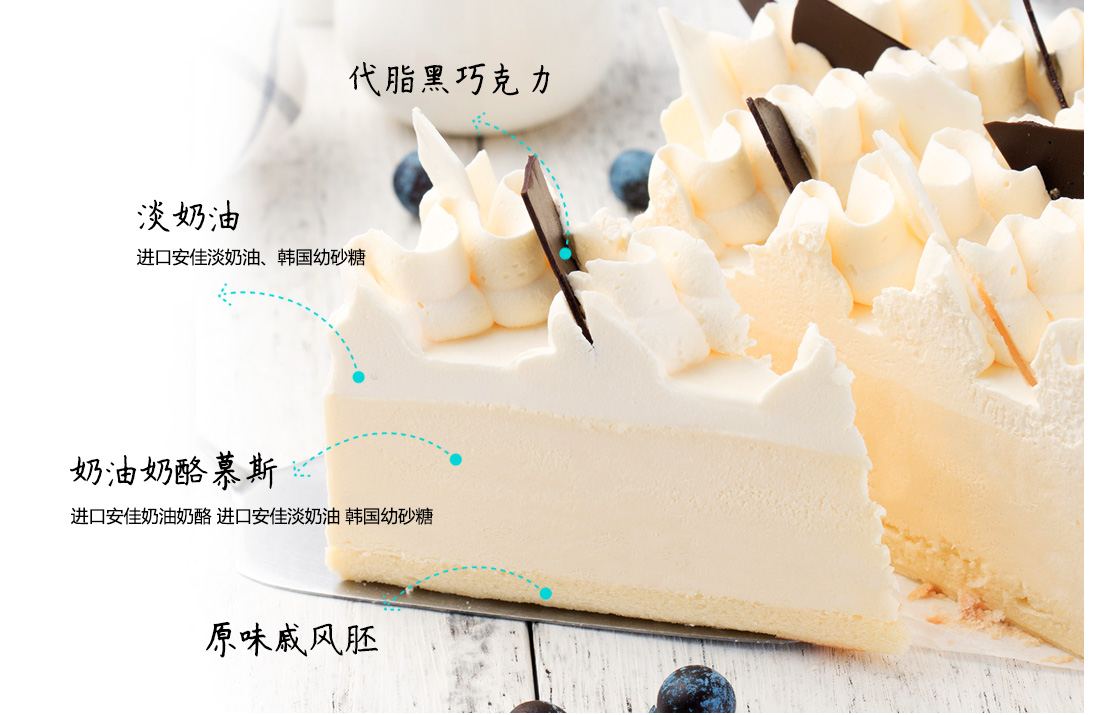 代脂黑巧克力
淡奶油
进口安佳淡奶油、韩国幼砂糖
奶油奶酪慕斯
进口安佳奶油奶酪 进口安佳淡奶油 韩国幼砂糖
原味戚风胚